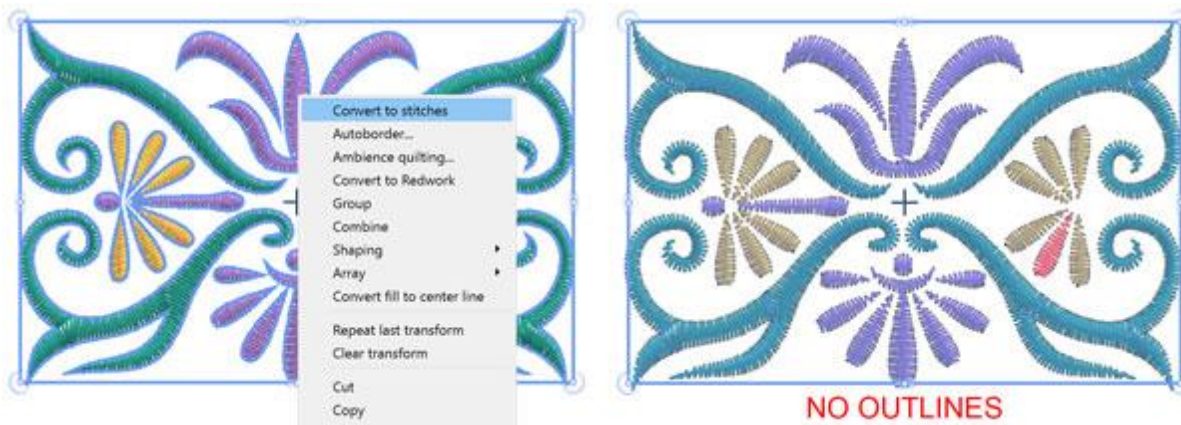 Convert to stitches
Autoborder...
Ambience quilting...
Convert to Redwork
Group
Combine
Shaping
Array
Convert fill to center line
Repeat last transform
Clear transform
Cut
Copy
NO OUTLINES